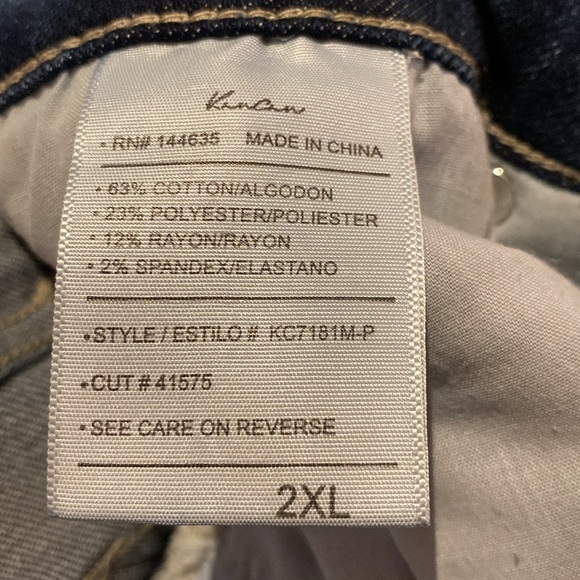 KanCan
• RN# 144635 MADE IN CHINA
• 63% COTTON/ALGODON
• 23% POLYESTER/POLIESTER
• 12% RAYON/RAYON
• 2% SPANDEX/ELASTANO
• STYLE / ESTILO # KC7181M-P
• CUT # 41575
• SEE CARE ON REVERSE
2XL